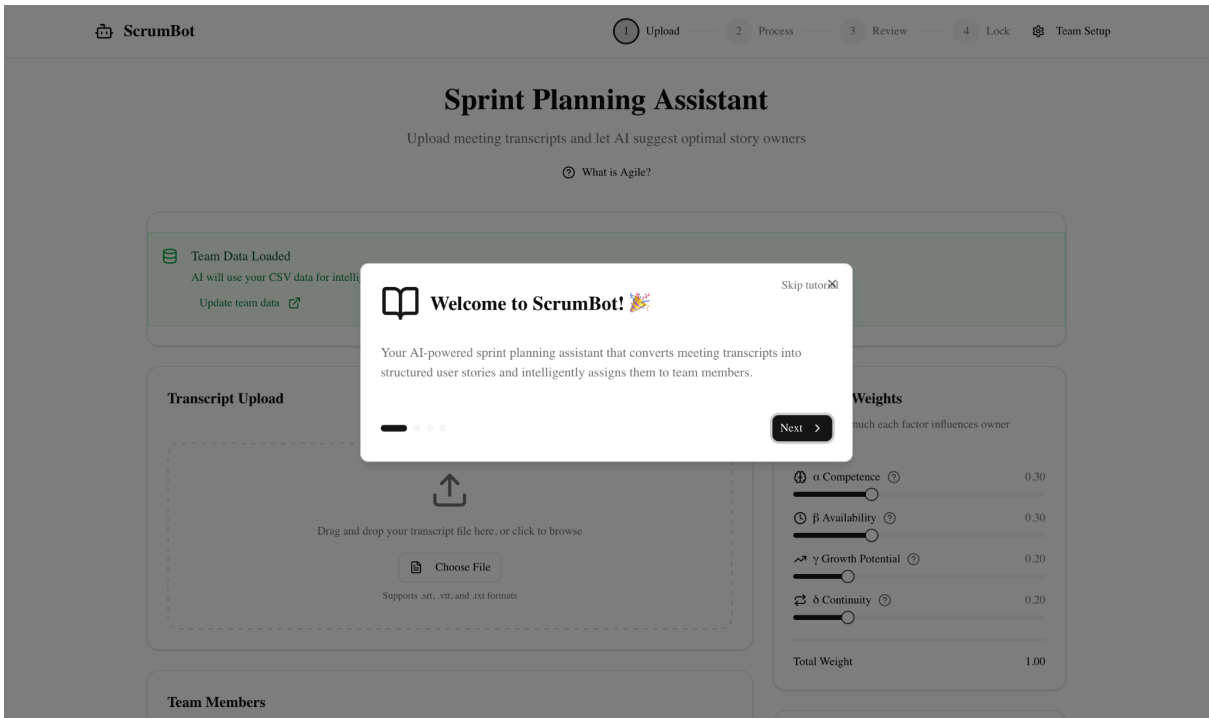 ScrumBot
1 Upload
2 Process
3 Review
4 Lock
Team Setup
Sprint Planning Assistant
Upload meeting transcripts and let AI suggest optimal story owners
What is Agile?
Team Data Loaded
AI will use your CSV data for intelli
Update team data
Skip tutorial
Welcome to ScrumBot! 🎉
Your AI-powered sprint planning assistant that converts meeting transcripts into
structured user stories and intelligently assigns them to team members.
Next
Transcript Upload
Drag and drop your transcript file here, or click to browse
Choose File
Supports .srt, .vtt, and .txt formats
Weights
much each factor influences owner
α Competence 0.30
β Availability 0.30
γ Growth Potential 0.20
δ Continuity 0.20
Total Weight 1.00
Team Members